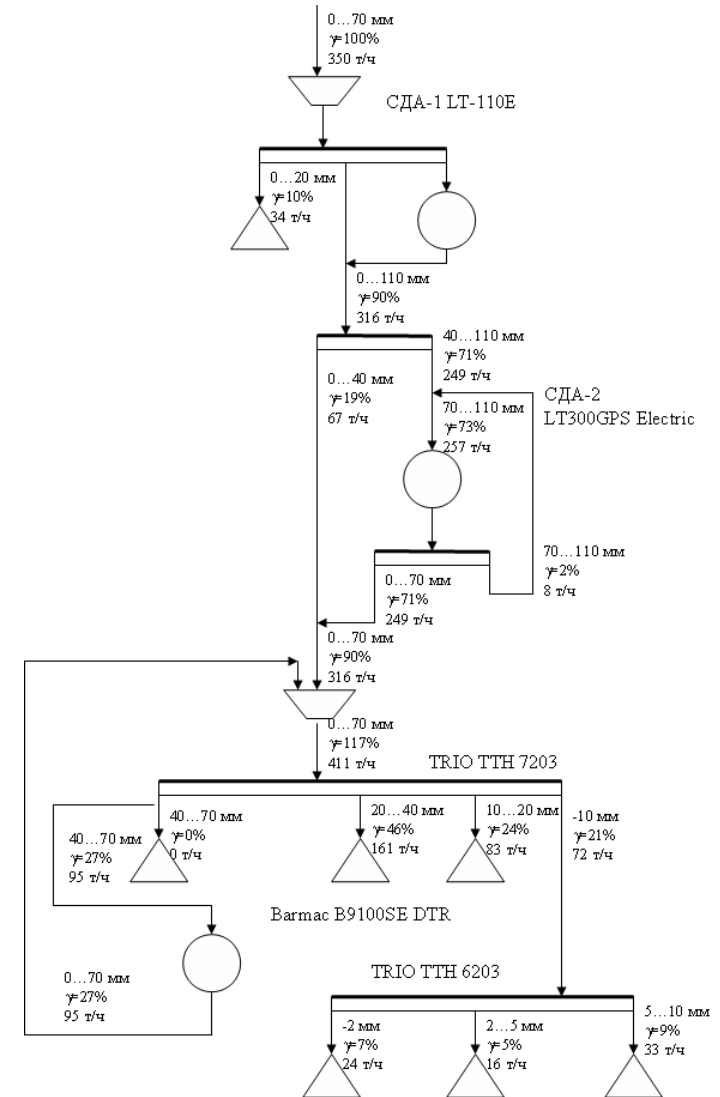 0…70 мм
γ=100%
350 т/ч
СДА-1 LT-110E
0…20 мм
γ=10%
34 т/ч
0…110 мм
γ=90%
316 т/ч
40…110 мм
γ=71%
249 т/ч
0…40 мм
γ=19%
67 т/ч
70…110 мм
γ=73%
257 т/ч
СДА-2
LT300GPS Electric
70…110 мм
γ=2%
8 т/ч
0…70 мм
γ=71%
249 т/ч
0…70 мм
γ=90%
316 т/ч
0…70 мм
γ=117%
411 т/ч
TRIO TTH 7203
40…70 мм
γ=27%
95 т/ч
40…70 мм
γ=0%
0 т/ч
20…40 мм
γ=46%
161 т/ч
10…20 мм
γ=24%
83 т/ч
-10 мм
γ=21%
72 т/ч
Barmac B9100SE DTR
0…70 мм
γ=27%
95 т/ч
TRIO TTH 6203
-2 мм
γ=7%
24 т/ч
2…5 мм
γ=5%
16 т/ч
5…10 мм
γ=9%
33 т/ч